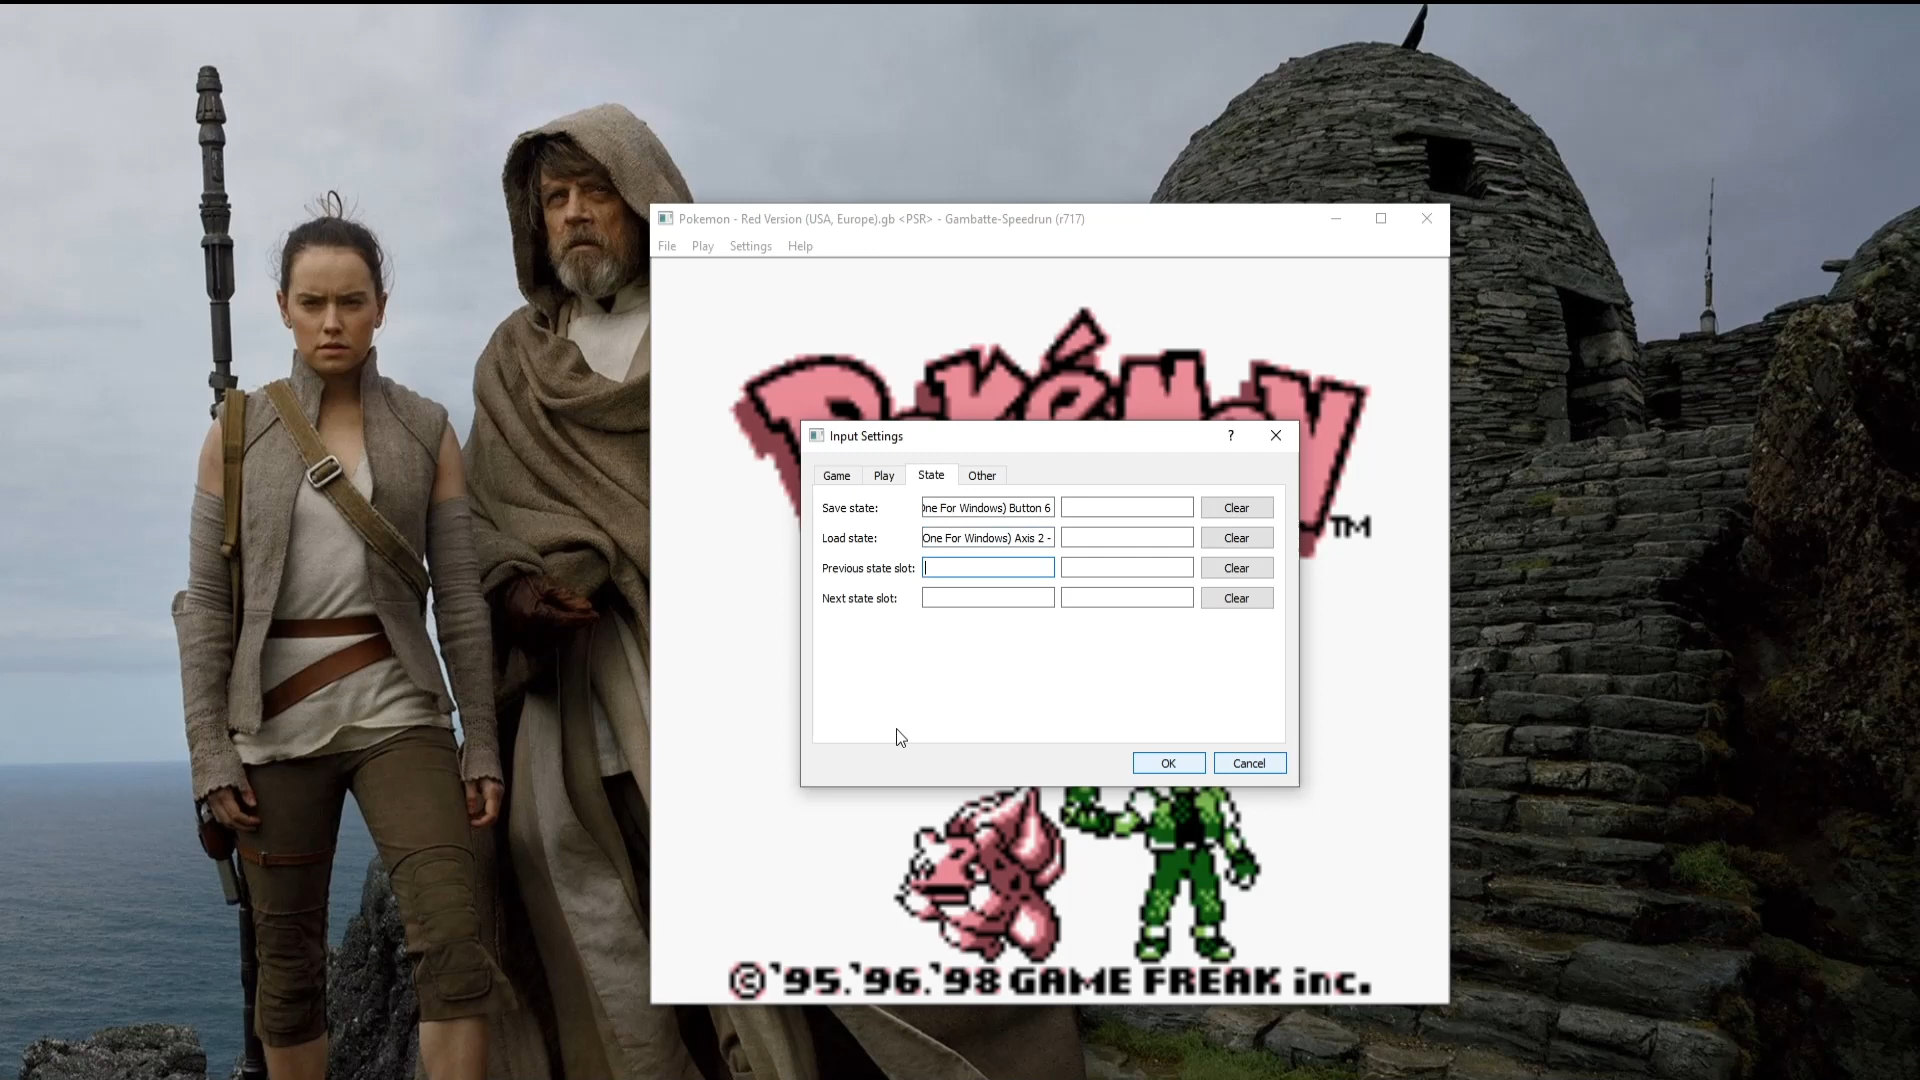 Pokemon - Red Version (USA, Europe).gb <PSR> - Gambatte-Speedrun (r717)
File Play Settings Help
POKéMON
TM
Input Settings
?
Game Play State Other
Save state: One For Windows) Button 6 Clear
Load state: One For Windows) Axis 2 - Clear
Previous state slot: Clear
Next state slot: Clear
OK Cancel
©'95.'96.'98 GAME FREAK inc.